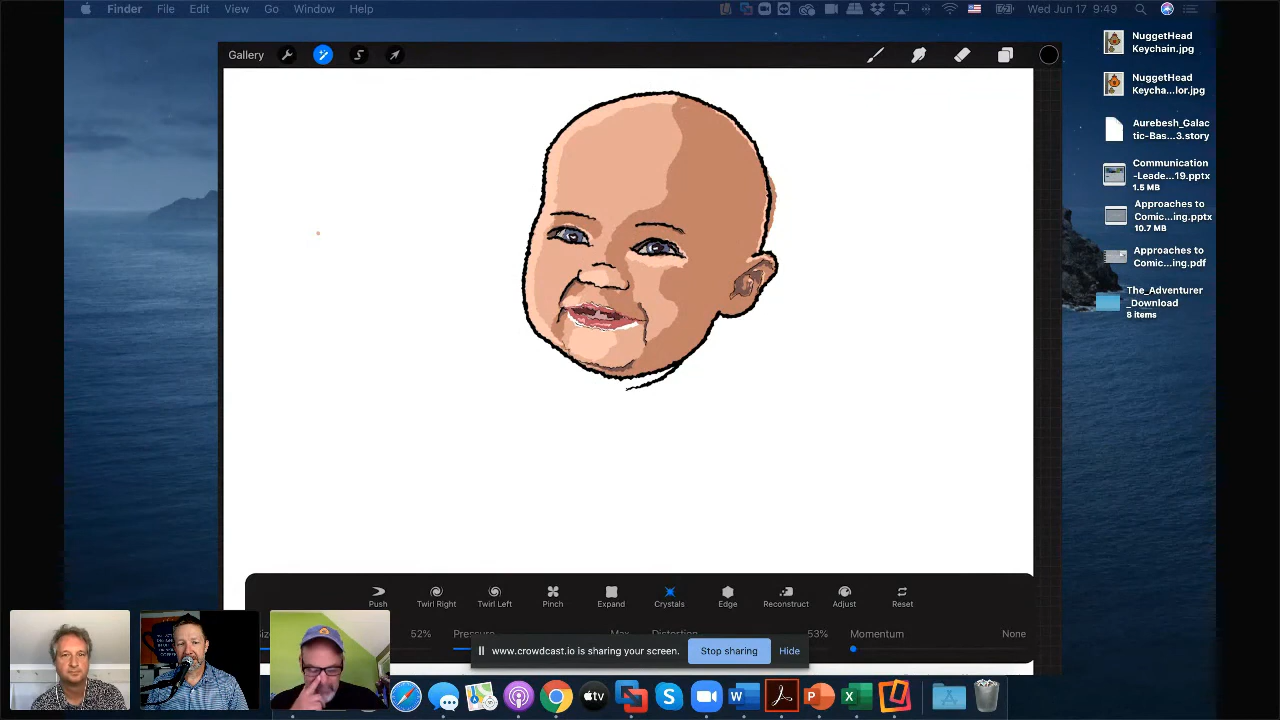 Finder File Edit View Go Window Help Wed Jun 17 9:49
NuggetHead
Keychain.jpg
NuggetHead
Keycha...lor.jpg
Aurebesh_Galac
tic-Bas...3.story
Communication
-Leade...19.pptx
1.5 MB
Approaches to
Comic...ing.pptx
10.7 MB
Approaches to
Comic...ing.pdf
The_Adventurer
_Download
8 items
Gallery
Push Twirl Right Twirl Left Pinch Expand Crystals Edge Reconstruct Adjust Reset
52% Pressure Max Distortion 53% Momentum None
www.crowdcast.io is sharing your screen. Stop sharing Hide
tv W P X